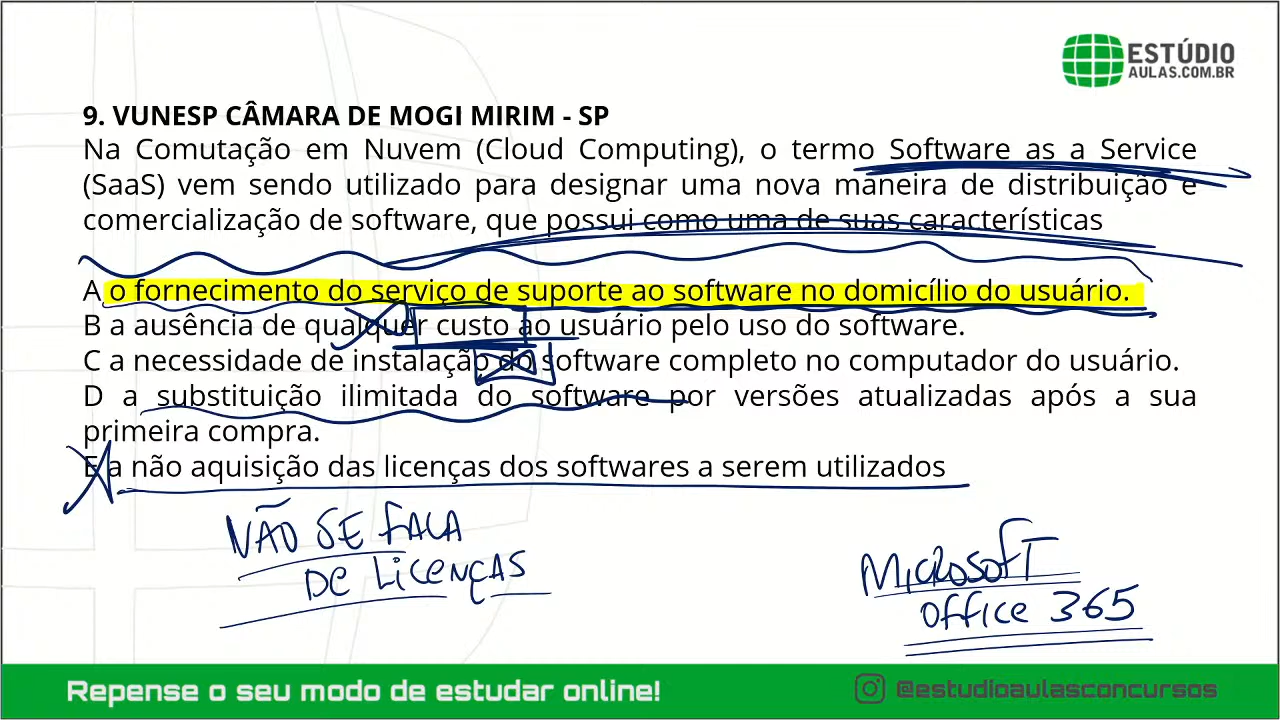 ESTÚDIO
AULAS.COM.BR
9. VUNESP CÂMARA DE MOGI MIRIM - SP
Na Comutação em Nuvem (Cloud Computing), o termo Software as a Service
(SaaS) vem sendo utilizado para designar uma nova maneira de distribuição e
comercialização de software, que possui como uma de suas características
A o fornecimento do serviço de suporte ao software no domicílio do usuário.
B a ausência de qualquer custo ao usuário pelo uso do software.
C a necessidade de instalação do software completo no computador do usuário.
D a substituição ilimitada do software por versões atualizadas após a sua
primeira compra.
E a não aquisição das licenças dos softwares a serem utilizados
NÃO SE FALA
DE LICENÇAS
MICROSOFT
OFFICE 365
Repense o seu modo de estudar online!
@estudioaulasconcursos